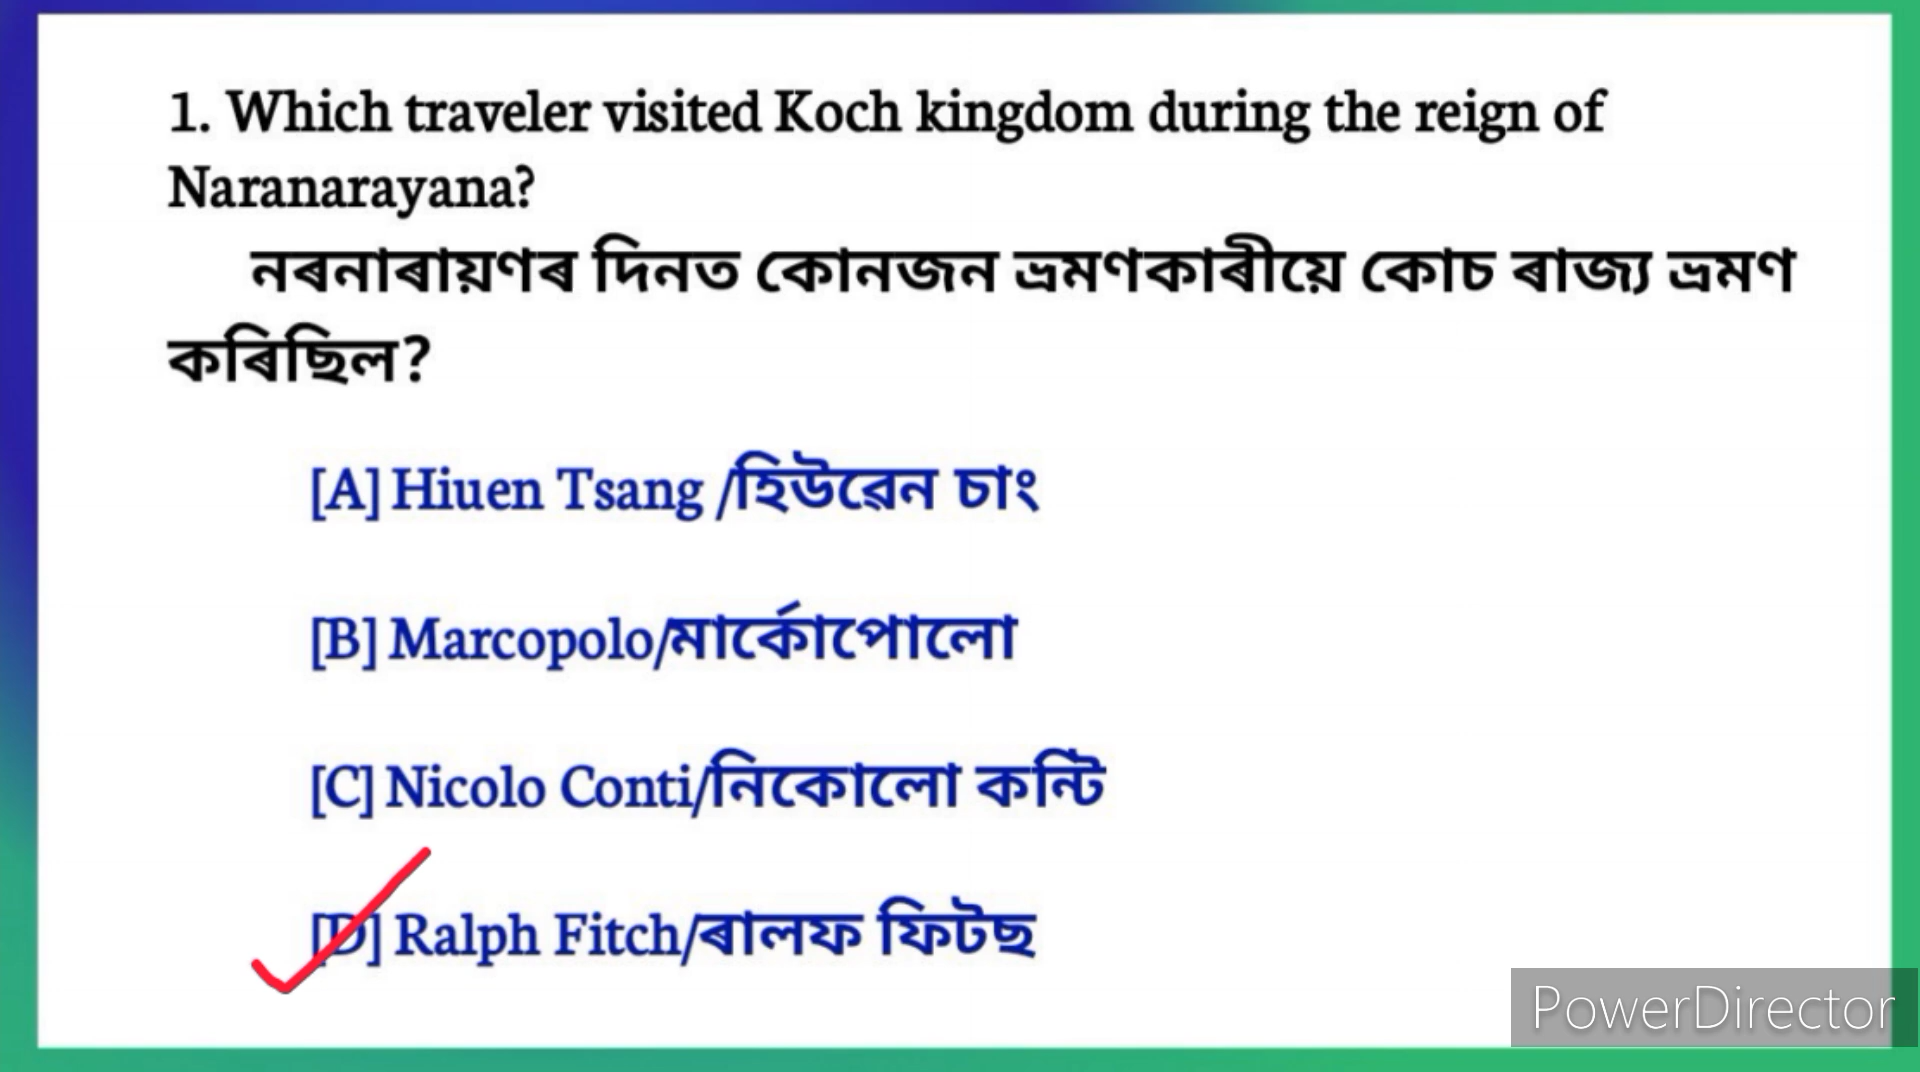 1. Which traveler visited Koch kingdom during the reign of
Naranarayana?
নৰনাৰায়ণৰ দিনত কোনজন ভ্ৰমণকাৰীয়ে কোচ ৰাজ্য ভ্ৰমণ
কৰিছিল?
[A] Hiuen Tsang /হিউৱেন চাং
[B] Marcopolo/মাৰ্কোপোলো
[C] Nicolo Conti/নিকোলো কন্টি
[D] Ralph Fitch/ৰালফ ফিটছ
PowerDirector